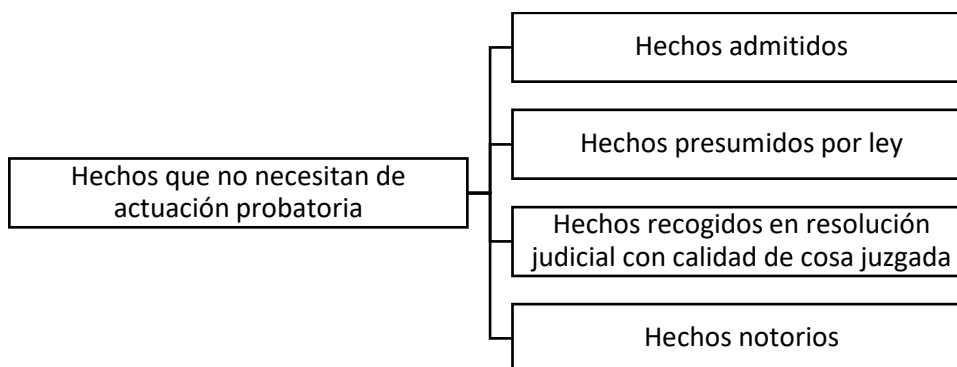 Hechos que no necesitan de
actuación probatoria
Hechos admitidos
Hechos presumidos por ley
Hechos recogidos en resolución
judicial con calidad de cosa juzgada
Hechos notorios